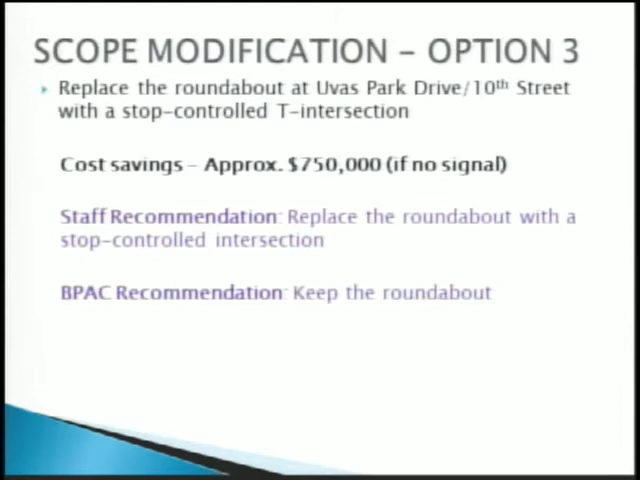 SCOPE MODIFICATION – OPTION 3
Replace the roundabout at Uvas Park Drive/10th Street
with a stop-controlled T-intersection
Cost savings – Approx. $750,000 (if no signal)
Staff Recommendation: Replace the roundabout with a
stop-controlled intersection
BPAC Recommendation: Keep the roundabout